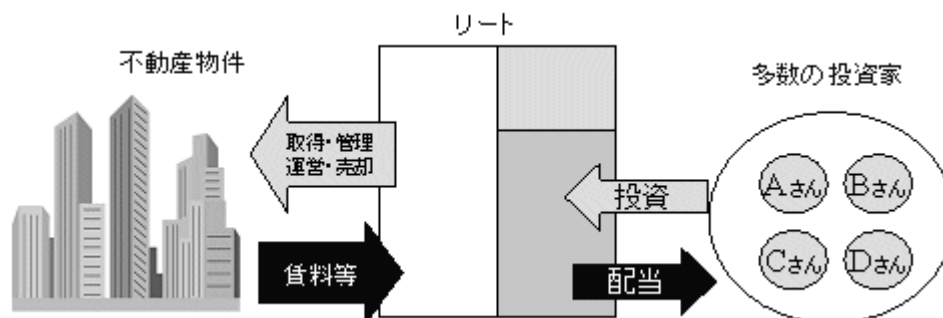 リート
不動産物件
多数の投資家
取得・管理
運営・売却
投資
Aさん
Bさん
Cさん
Dさん
賃料等
配当